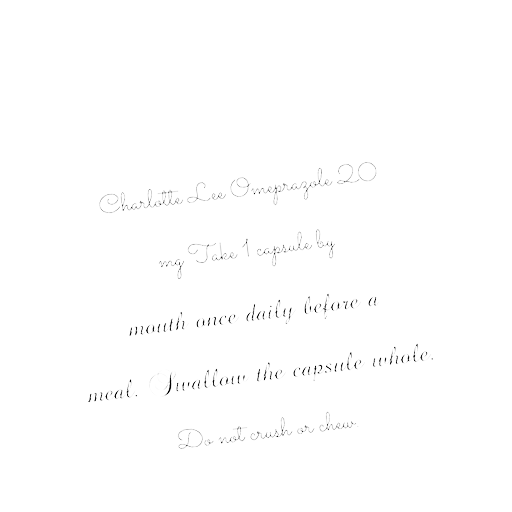 Charlotte Lee Omeprazole 20
mg Take 1 capsule by
mouth once daily before a
meal. Swallow the capsule whole.
Do not crush or chew.